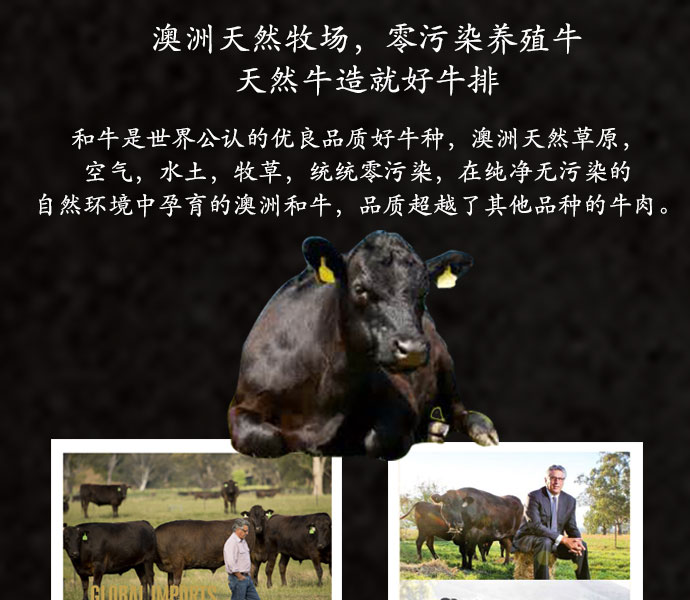 澳洲天然牧场，零污染养殖牛
天然牛造就好牛排
和牛是世界公认的优良品质好牛种，澳洲天然草原，
空气，水土，牧草，统统零污染，在纯净无污染的
自然环境中孕育的澳洲和牛，品质超越了其他品种的牛肉。
GLOBAL IMPORTS